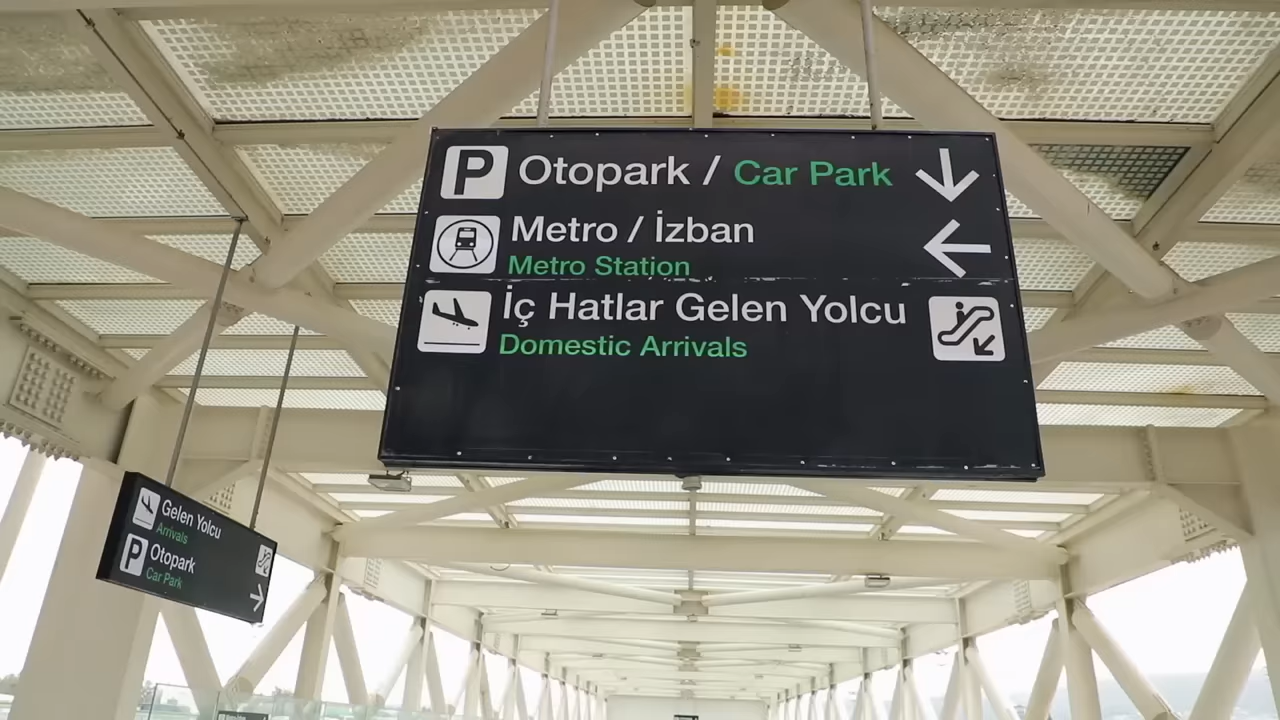 P Otopark / Car Park
Metro / İzban
Metro Station
İç Hatlar Gelen Yolcu
Domestic Arrivals
Gelen Yolcu
Arrivals
P Otopark
Car Park